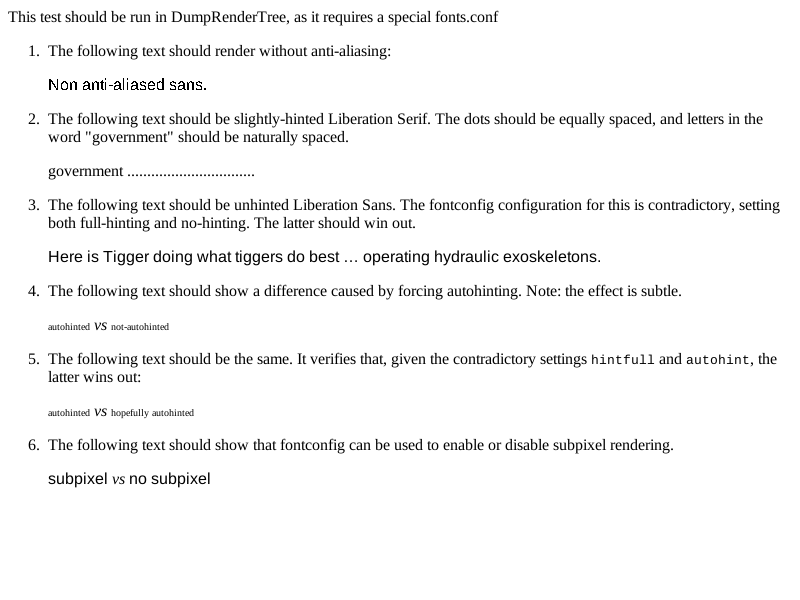 This test should be run in DumpRenderTree, as it requires a special fonts.conf
1. The following text should render without anti-aliasing:
Non anti-aliased sans.
2. The following text should be slightly-hinted Liberation Serif. The dots should be equally spaced, and letters in the
word "government" should be naturally spaced.
government ................................
3. The following text should be unhinted Liberation Sans. The fontconfig configuration for this is contradictory, setting
both full-hinting and no-hinting. The latter should win out.
Here is Tigger doing what tiggers do best … operating hydraulic exoskeletons.
4. The following text should show a difference caused by forcing autohinting. Note: the effect is subtle.
autohinted vs not-autohinted
5. The following text should be the same. It verifies that, given the contradictory settings hintfull and autohint, the
latter wins out:
autohinted vs hopefully autohinted
6. The following text should show that fontconfig can be used to enable or disable subpixel rendering.
subpixel vs no subpixel